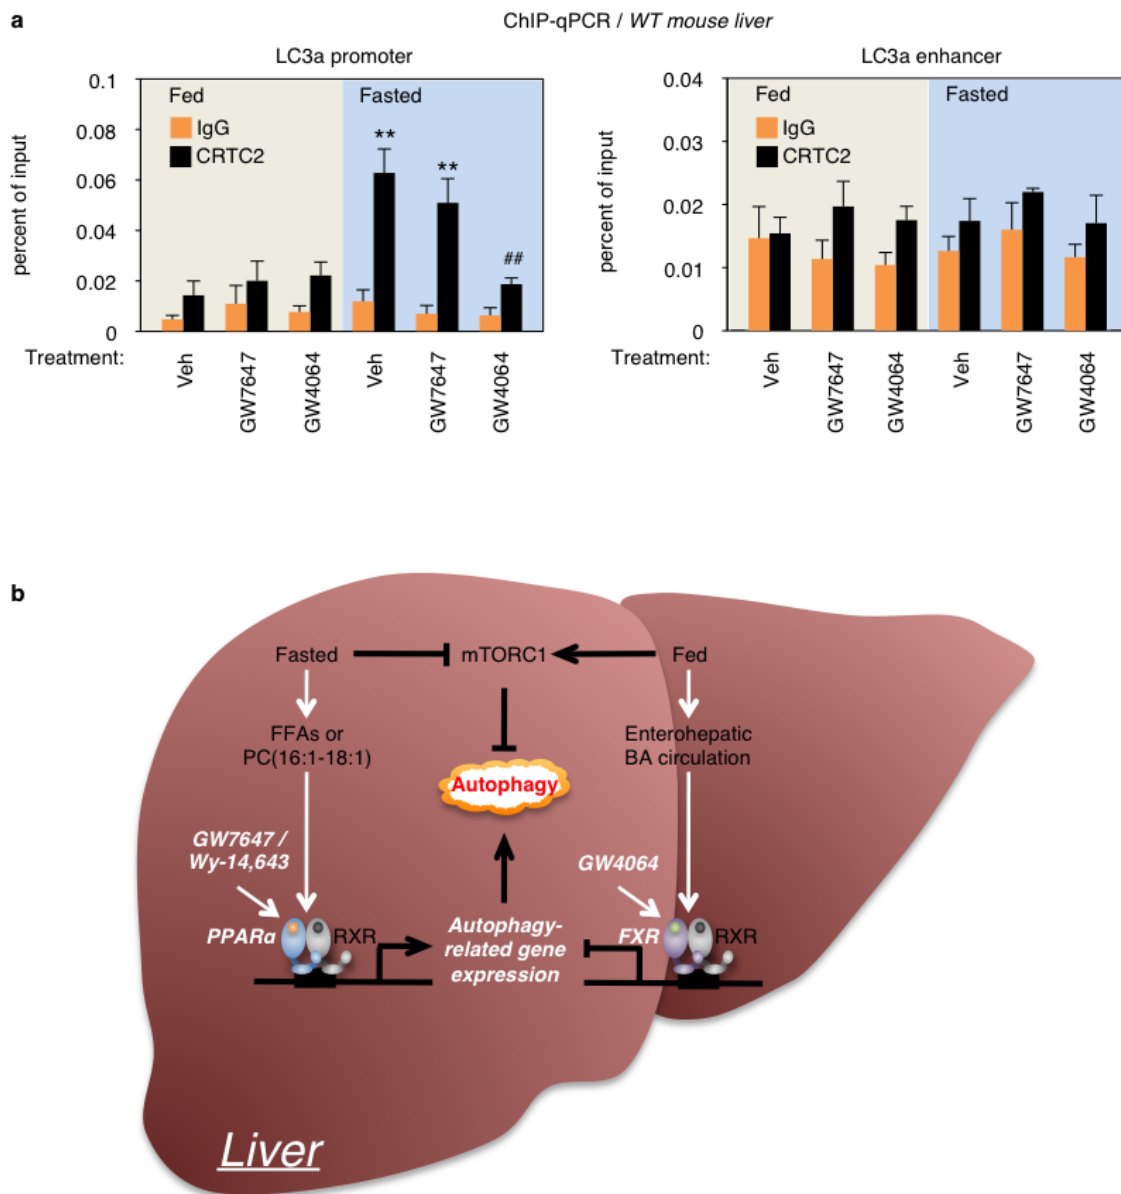 a
ChIP-qPCR / WT mouse liver
LC3a promoter
percent of input
0.1
0.08
0.06
0.04
0.02
0
Fed
IgG
CRTC2
Fasted
**
**
##
Treatment:
Veh
GW7647
GW4064
Veh
GW7647
GW4064
LC3a enhancer
percent of input
0.04
0.03
0.02
0.01
0
Fed
IgG
CRTC2
Fasted
Treatment:
Veh
GW7647
GW4064
Veh
GW7647
GW4064
b
Fasted
mTORC1
Fed
FFAs or
PC(16:1-18:1)
Enterohepatic
BA circulation
Autophagy
GW7647 /
Wy-14,643
GW4064
PPARα
RXR
Autophagy-
related gene
expression
FXR
RXR
Liver